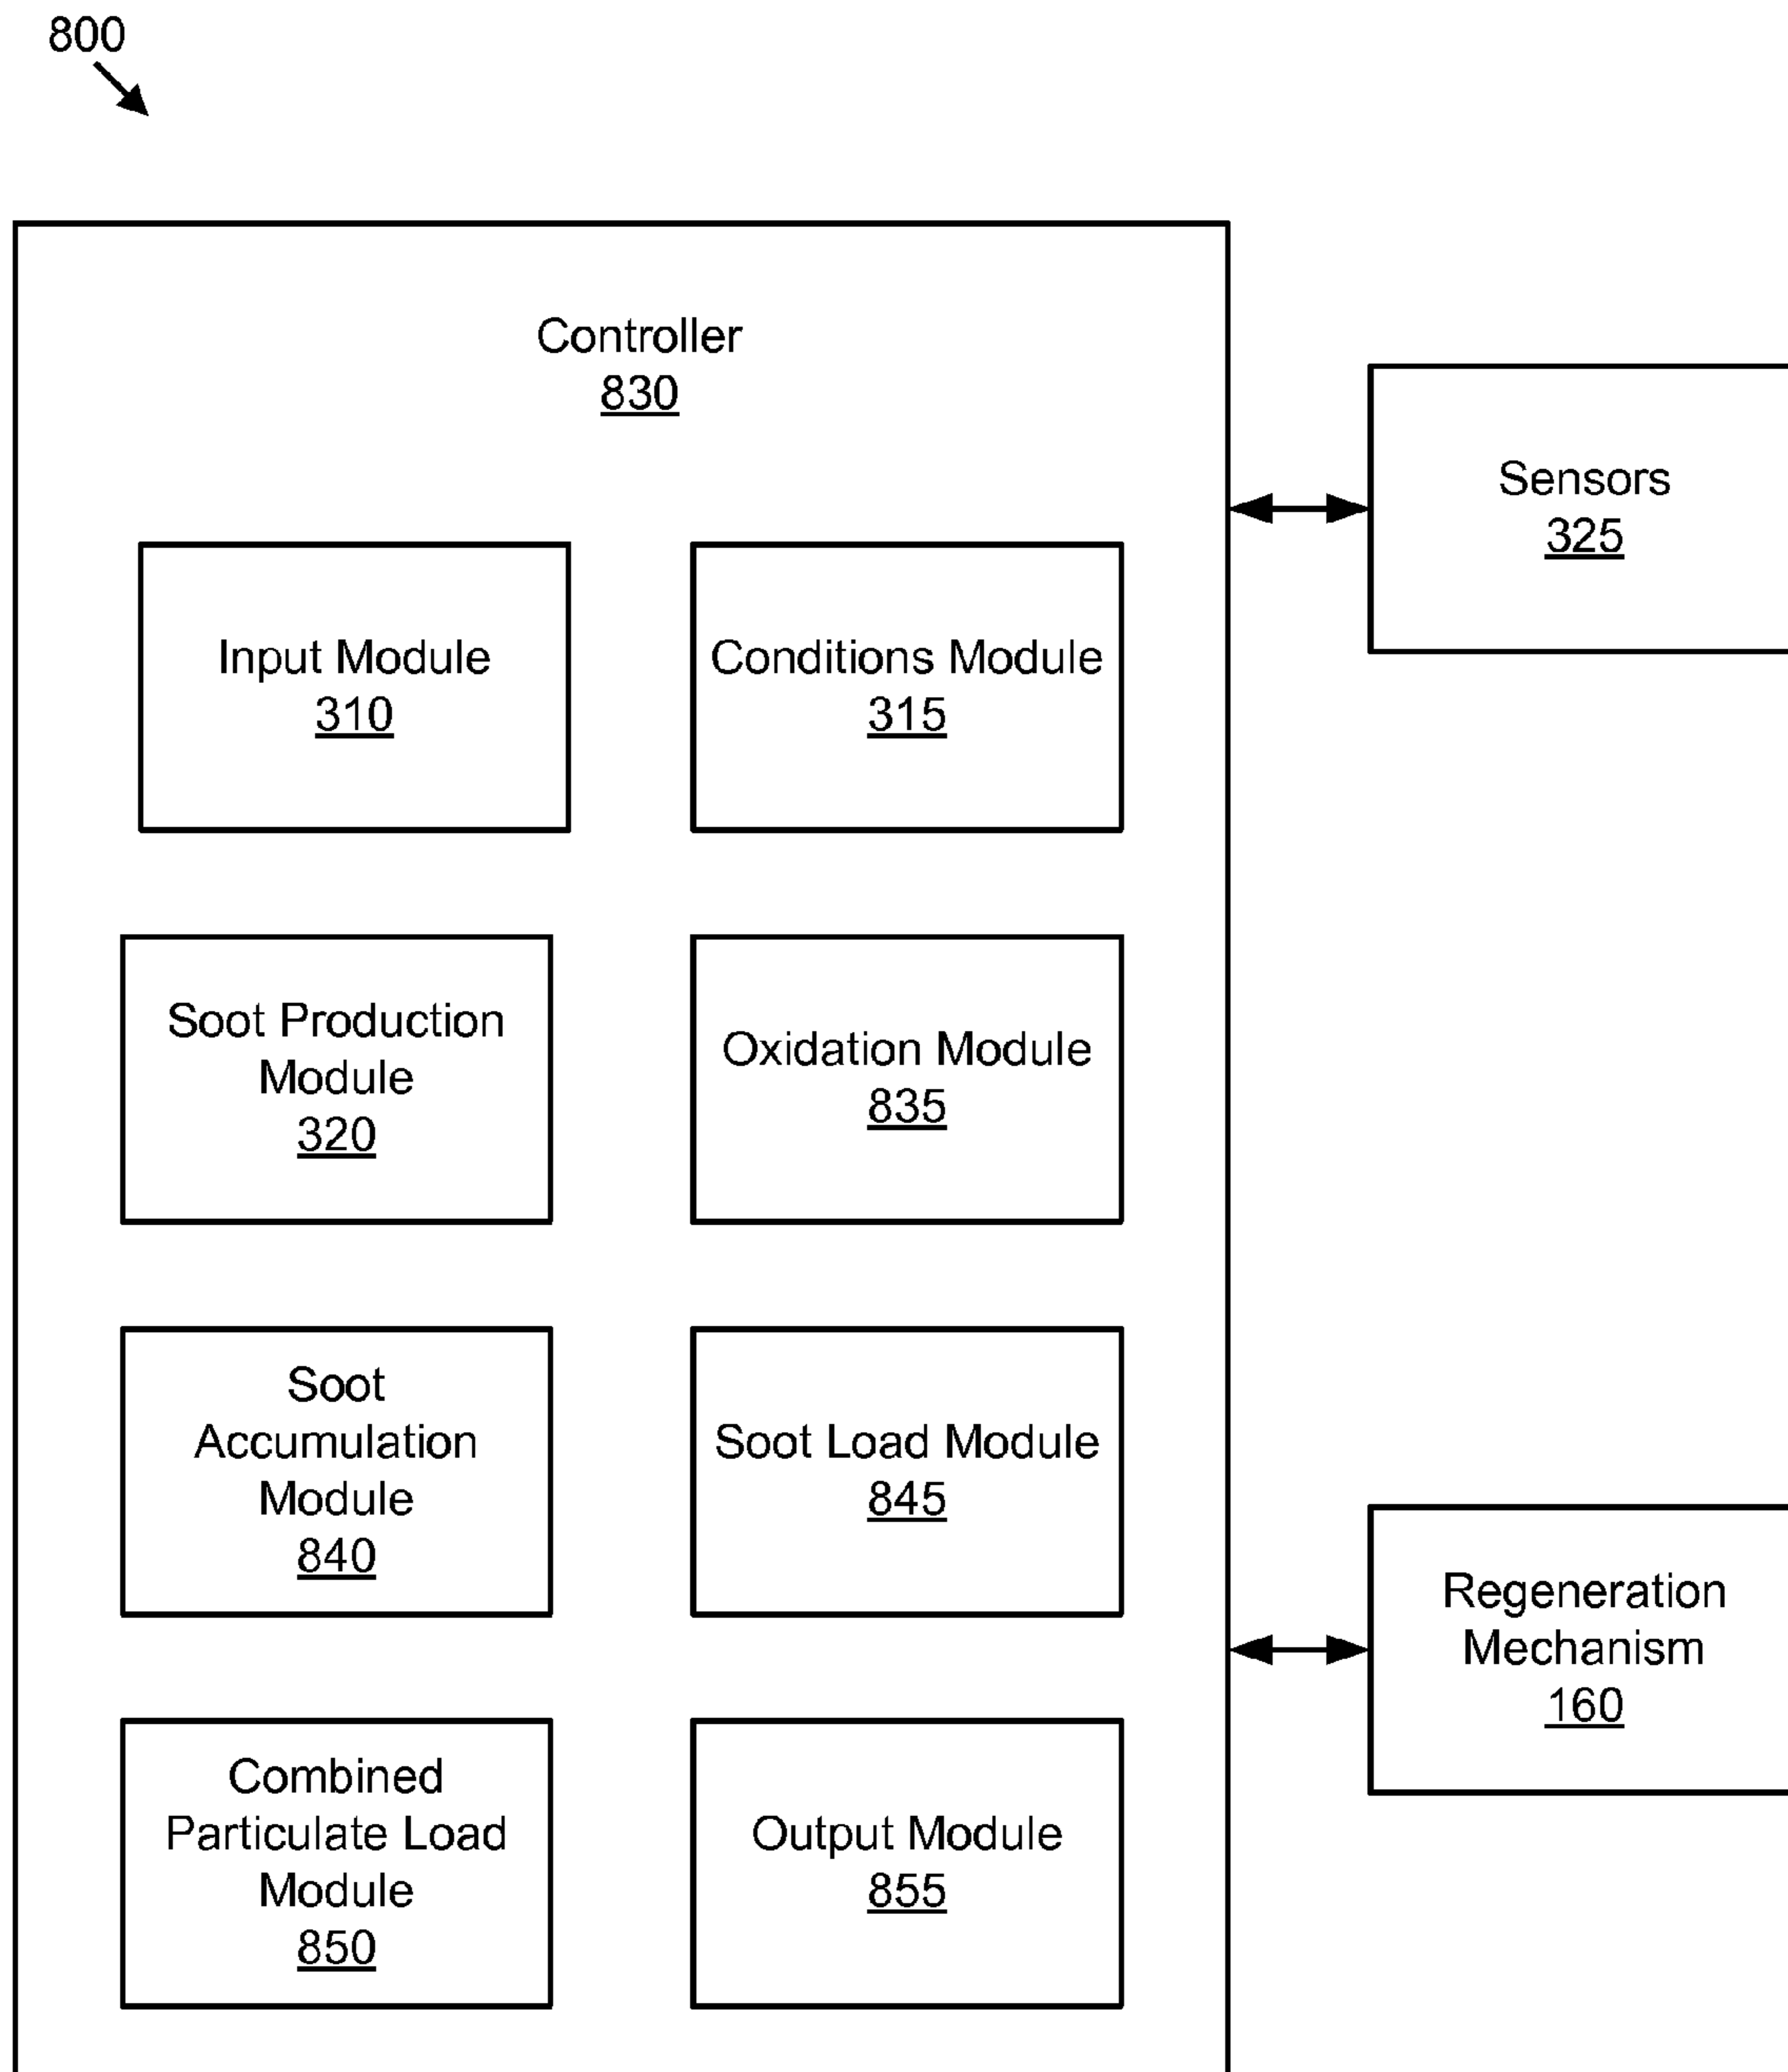 800
Controller
830
Sensors
325
Input Module
310
Conditions Module
315
Soot Production
Module
320
Oxidation Module
835
Soot
Accumulation
Module
840
Soot Load Module
845
Regeneration
Mechanism
160
Combined
Particulate Load
Module
850
Output Module
855